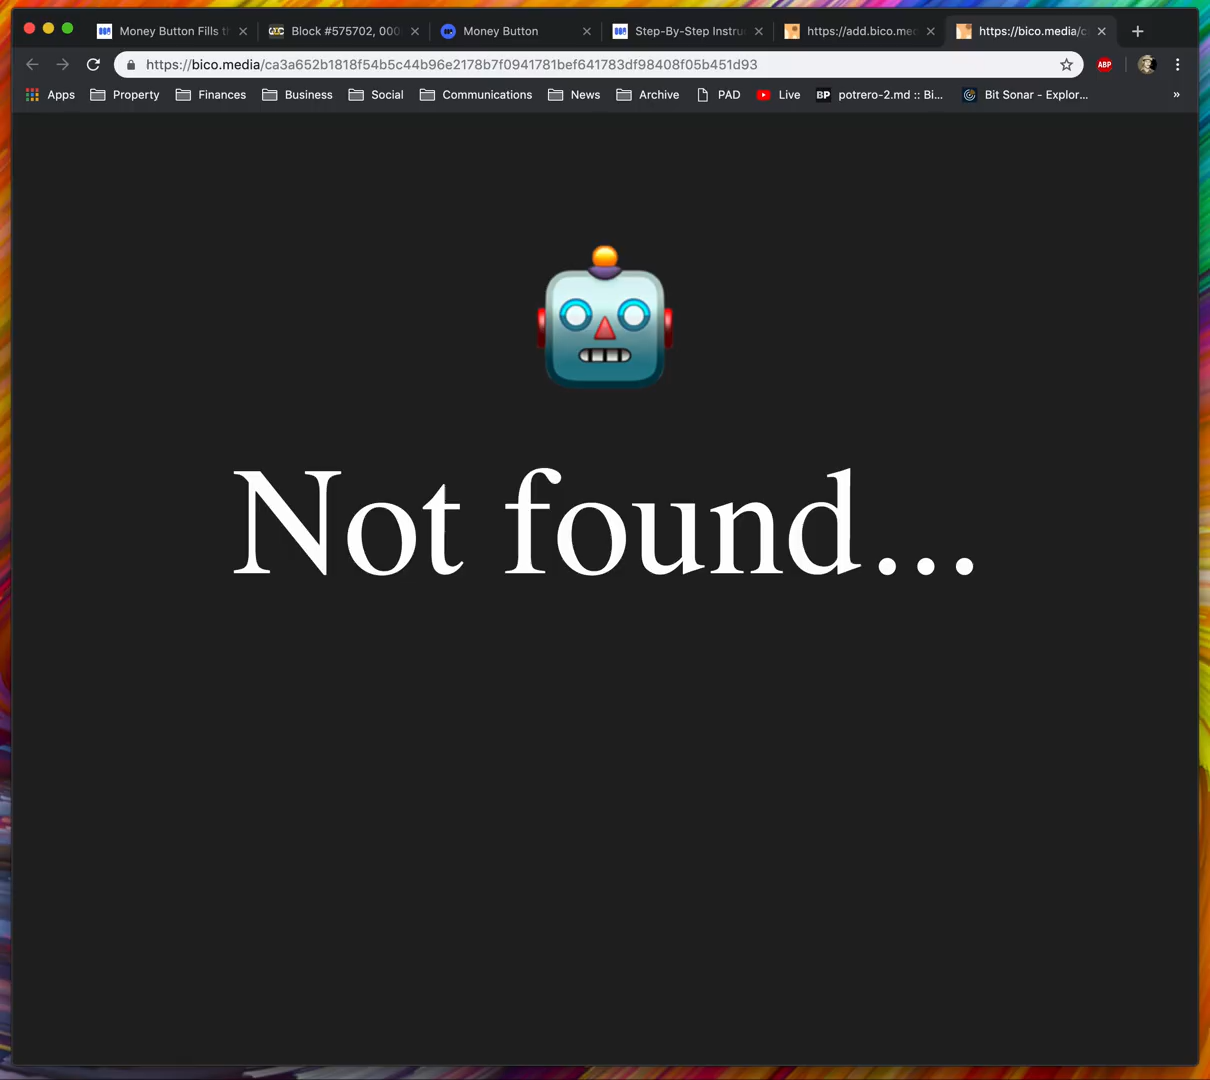 Money Button Fills th
Block #575702, 000
Money Button
Step-By-Step Instru
https://add.bico.me
https://bico.media/c
https://bico.media/ca3a652b1818f54b5c44b96e2178b7f0941781bef641783df98408f05b451d93
ABP
Apps
Property
Finances
Business
Social
Communications
News
Archive
PAD
Live
BP
potrero-2.md :: Bi...
Bit Sonar - Explor...
»
Not found...